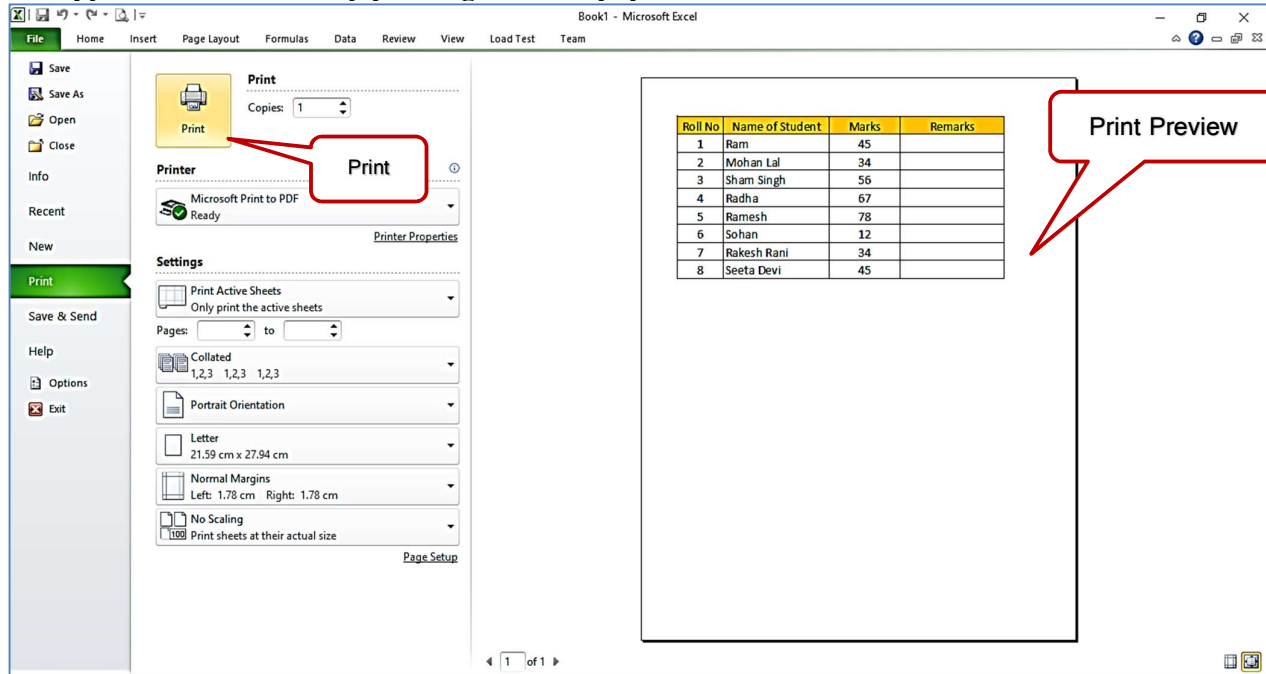 Book1 - Microsoft Excel
File Home Insert Page Layout Formulas Data Review View Load Test Team
Save
Save As
Open
Close
Info
Recent
New
Print
Save & Send
Help
Options
Exit
Print
Print
Copies: 1
Print
Printer
Microsoft Print to PDF
Ready
Printer Properties
Settings
Print Active Sheets
Only print the active sheets
Pages: to
Collated
1,2,3 1,2,3 1,2,3
Portrait Orientation
Letter
21.59 cm x 27.94 cm
Normal Margins
Left: 1.78 cm Right: 1.78 cm
No Scaling
100 Print sheets at their actual size
Page Setup
Roll No Name of Student Marks Remarks
1 Ram 45
2 Mohan Lal 34
3 Sham Singh 56
4 Radha 67
5 Ramesh 78
6 Sohan 12
7 Rakesh Rani 34
8 Seeta Devi 45
Print Preview
1 of 1